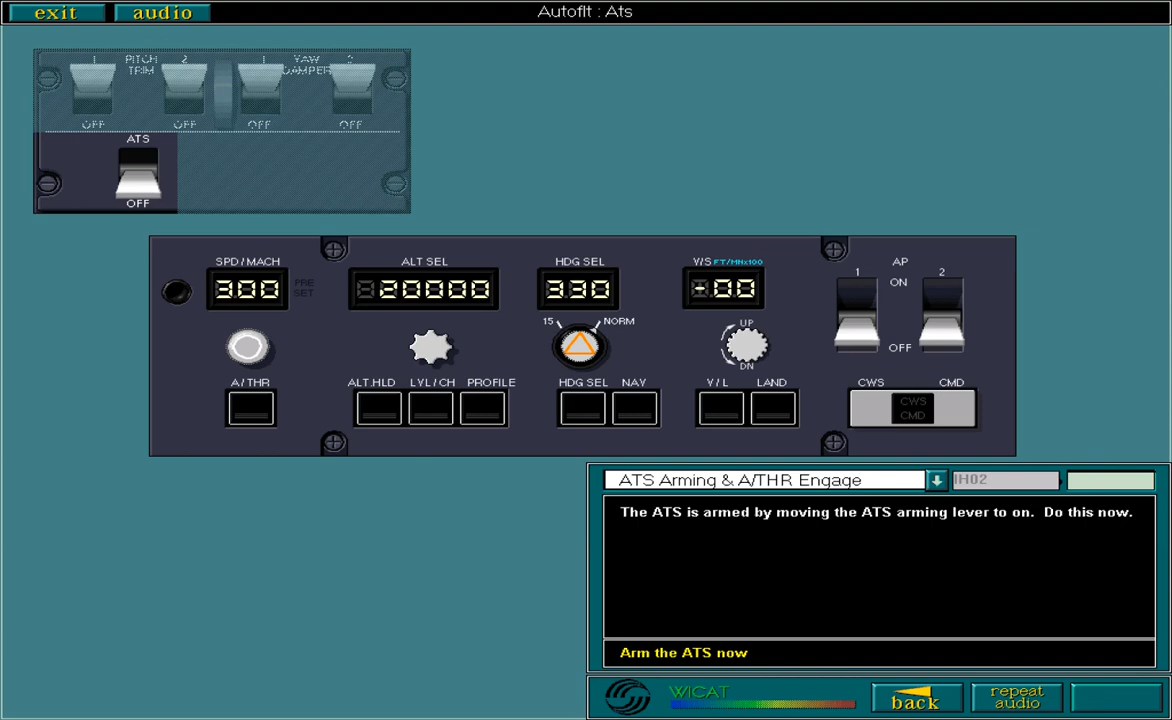 exit
audio
Autoflt : Ats
1 PITCH TRIM 2
1 YAW DAMPER 2
OFF OFF OFF OFF
ATS
OFF
SPD/MACH ALT SEL HDG SEL V/S FT/MNx100 AP
1 ON 2
300 PRE SET 20000 330 -00
15 NORM UP
OFF
DN
A/THR ALT.HLD LVL/CH PROFILE HDG SEL NAV V/L LAND CWS CMD
CWS
CMD
ATS Arming & A/THR Engage IH02
The ATS is armed by moving the ATS arming lever to on. Do this now.
Arm the ATS now
WICAT
back
repeat audio